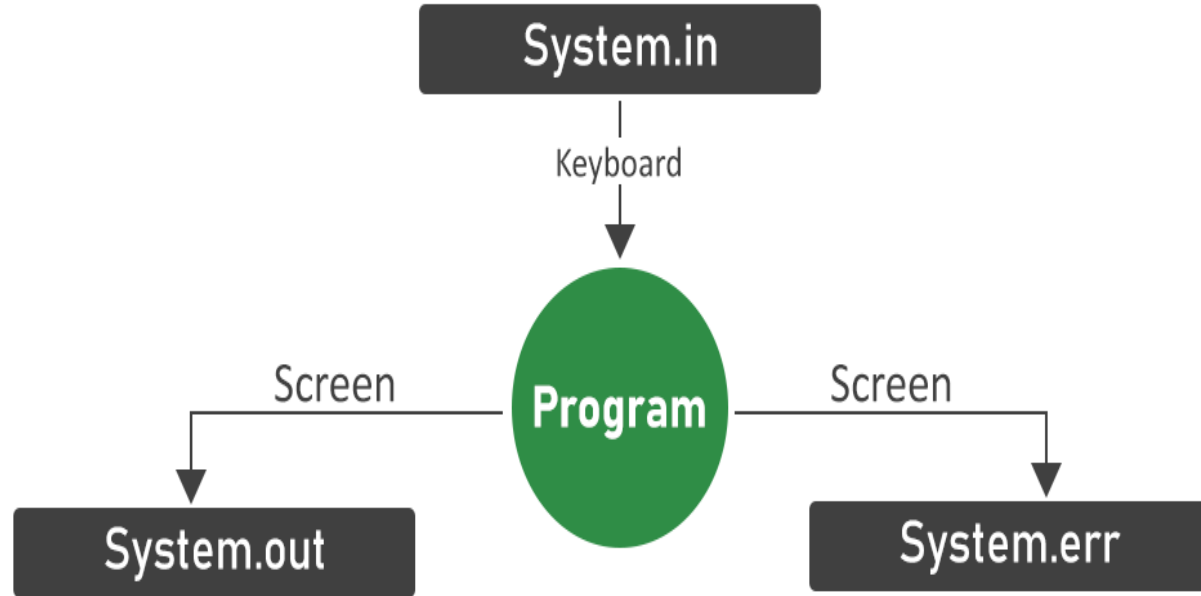 System.in
Keyboard
Screen
Screen
Program
System.out
System.err